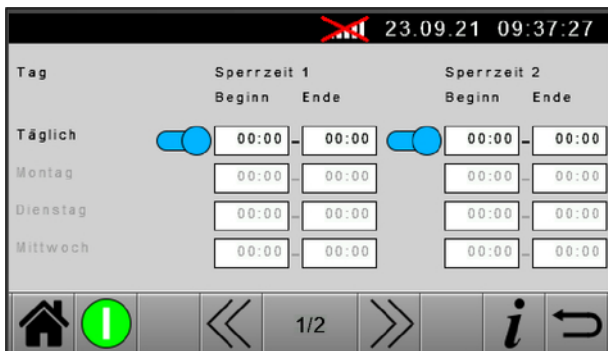 23.09.21 09:37:27
Tag Sperrzeit 1 Sperrzeit 2
Beginn Ende Beginn Ende
Täglich 00:00 – 00:00 00:00 – 00:00
Montag 00:00 – 00:00 00:00 – 00:00
Dienstag 00:00 – 00:00 00:00 – 00:00
Mittwoch 00:00 – 00:00 00:00 – 00:00
1/2 i